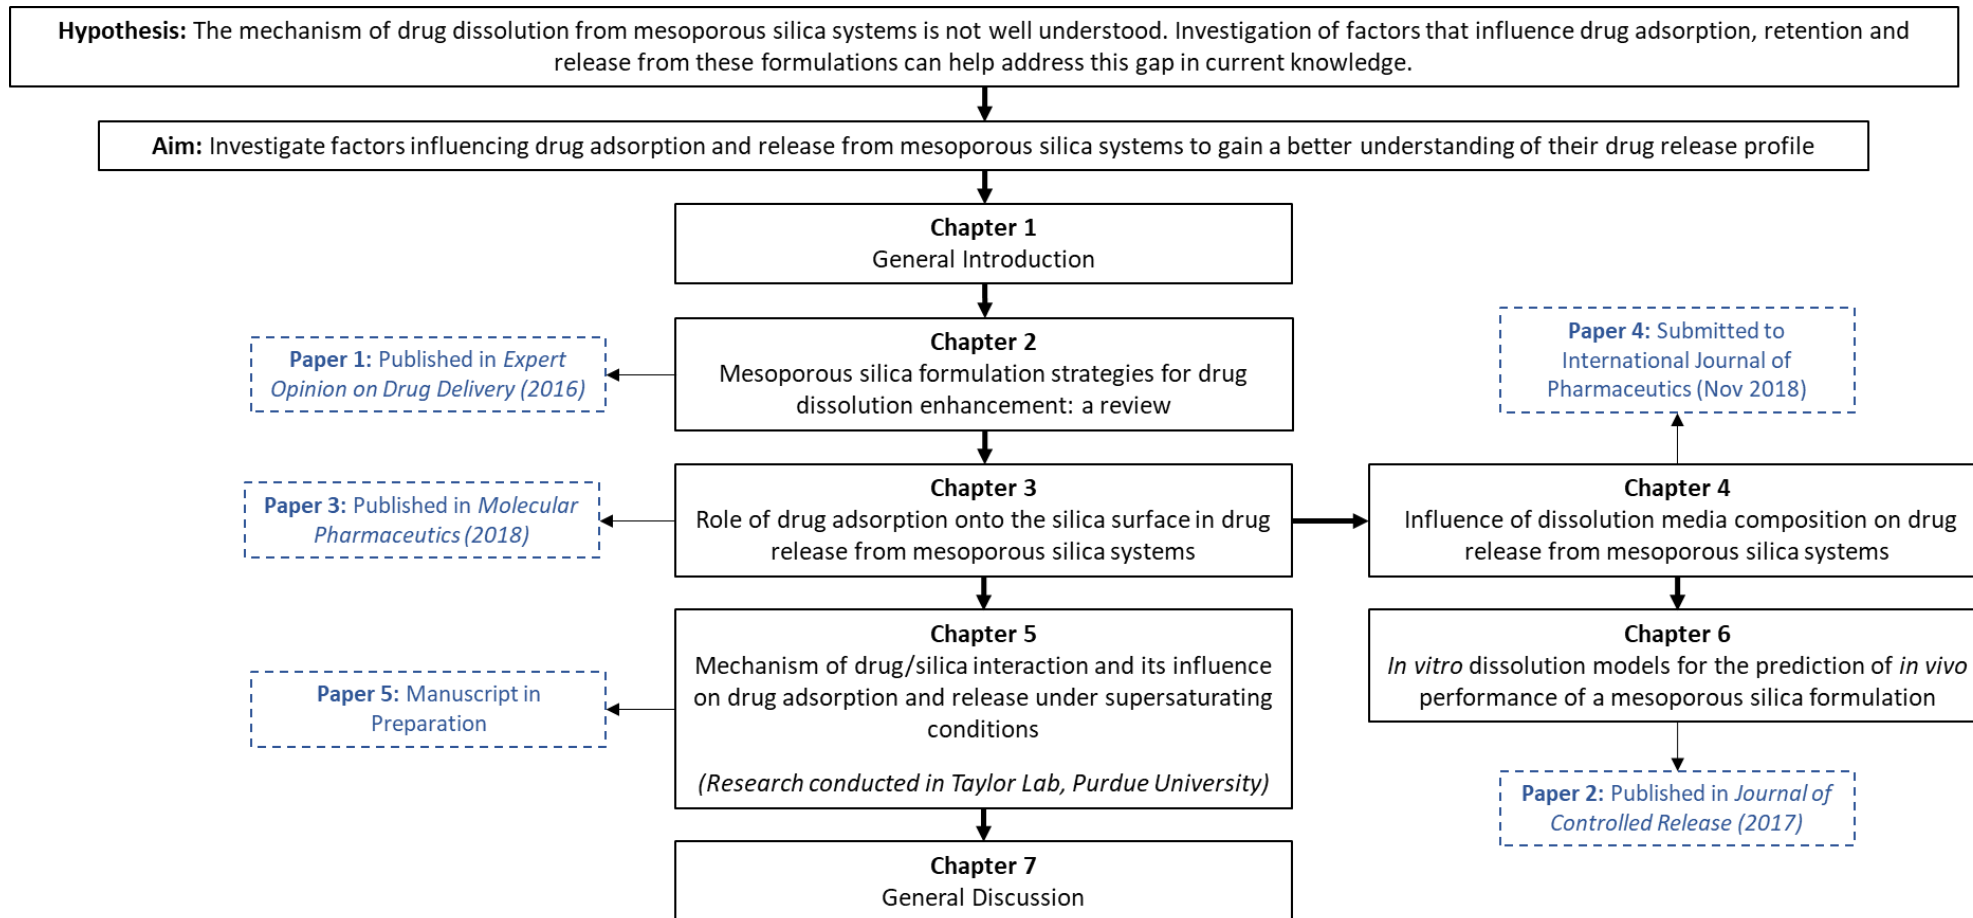 Hypothesis: The mechanism of drug dissolution from mesoporous silica systems is not well understood. Investigation of factors that influence drug adsorption, retention and
release from these formulations can help address this gap in current knowledge.
Aim: Investigate factors influencing drug adsorption and release from mesoporous silica systems to gain a better understanding of their drug release profile
Chapter 1
General Introduction
Chapter 2
Mesoporous silica formulation strategies for drug
dissolution enhancement: a review
Paper 1: Published in Expert
Opinion on Drug Delivery (2016)
Paper 4: Submitted to
International Journal of
Pharmaceutics (Nov 2018)
Chapter 3
Role of drug adsorption onto the silica surface in drug
release from mesoporous silica systems
Paper 3: Published in Molecular
Pharmaceutics (2018)
Chapter 4
Influence of dissolution media composition on drug
release from mesoporous silica systems
Chapter 5
Mechanism of drug/silica interaction and its influence
on drug adsorption and release under supersaturating
conditions
(Research conducted in Taylor Lab, Purdue University)
Paper 5: Manuscript in
Preparation
Chapter 6
In vitro dissolution models for the prediction of in vivo
performance of a mesoporous silica formulation
Paper 2: Published in Journal of
Controlled Release (2017)
Chapter 7
General Discussion